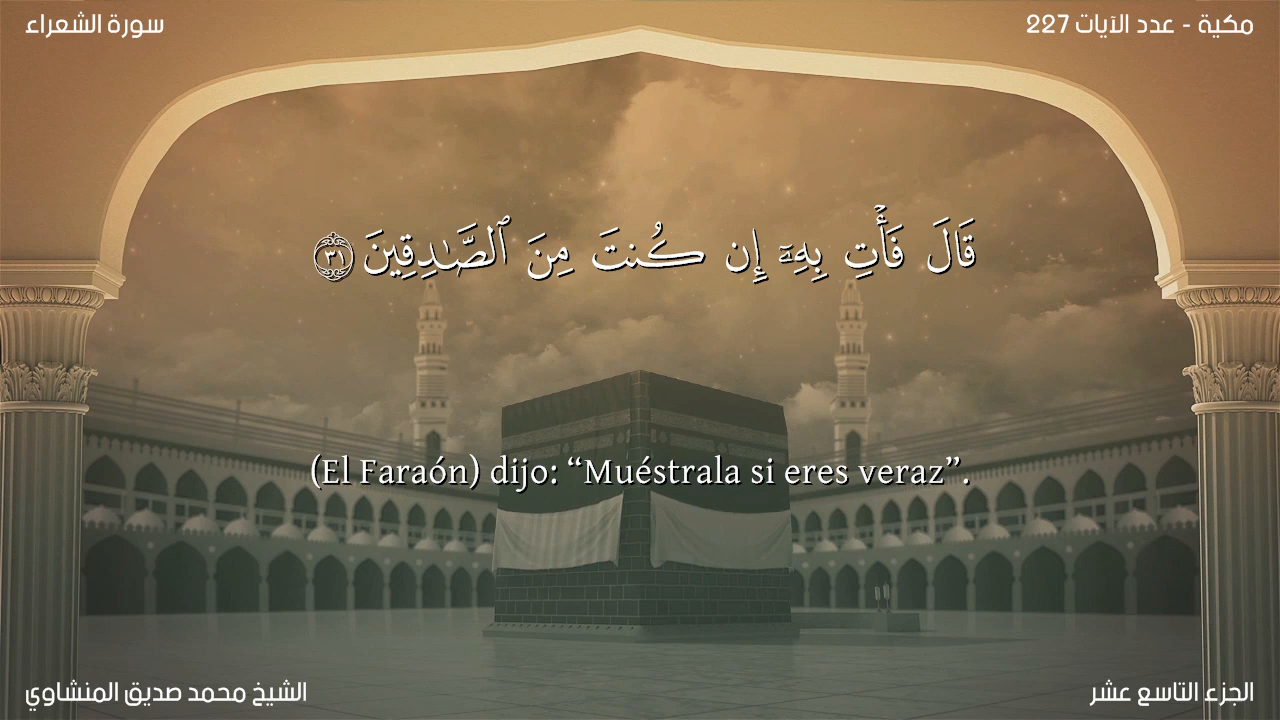 سورة الشعراء
مكية - عدد الآيات 227
قَالَ فَأْتِ بِهِۦٓ إِن كُنتَ مِنَ ٱلصَّـٰدِقِينَ ٣١
(El Faraón) dijo: “Muéstrala si eres veraz”.
الشيخ محمد صديق المنشاوي
الجزء التاسع عشر